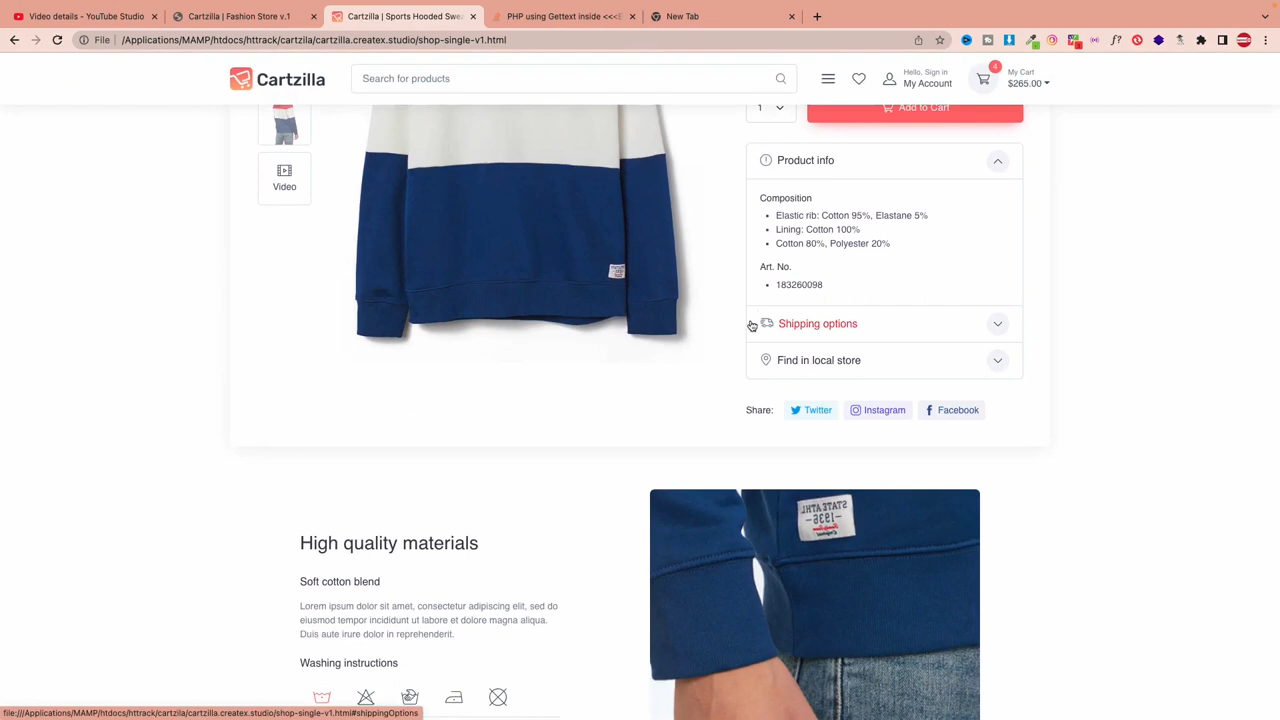 Video details - YouTube Studio
Cartzilla | Fashion Store v.1
Cartzilla | Sports Hooded Swe
PHP using Gettext inside <<<E
New Tab
File
/Applications/MAMP/htdocs/httrack/cartzilla/cartzilla.createx.studio/shop-single-v1.html
Cartzilla
Search for products
Hello, Sign in
My Account
4
My Cart
$265.00
1
Add to Cart
Video
Product info
Composition
Elastic rib: Cotton 95%, Elastane 5%
Lining: Cotton 100%
Cotton 80%, Polyester 20%
Art. No.
183260098
Shipping options
Find in local store
Share:
Twitter
Instagram
Facebook
High quality materials
Soft cotton blend
Lorem ipsum dolor sit amet, consectetur adipiscing elit, sed do
eiusmod tempor incididunt ut labore et dolore magna aliqua.
Duis aute irure dolor in reprehenderit.
Washing instructions
STATE ATHL
1936
file:///Applications/MAMP/htdocs/httrack/cartzilla/cartzilla.createx.studio/shop-single-v1.html#shippingOptions